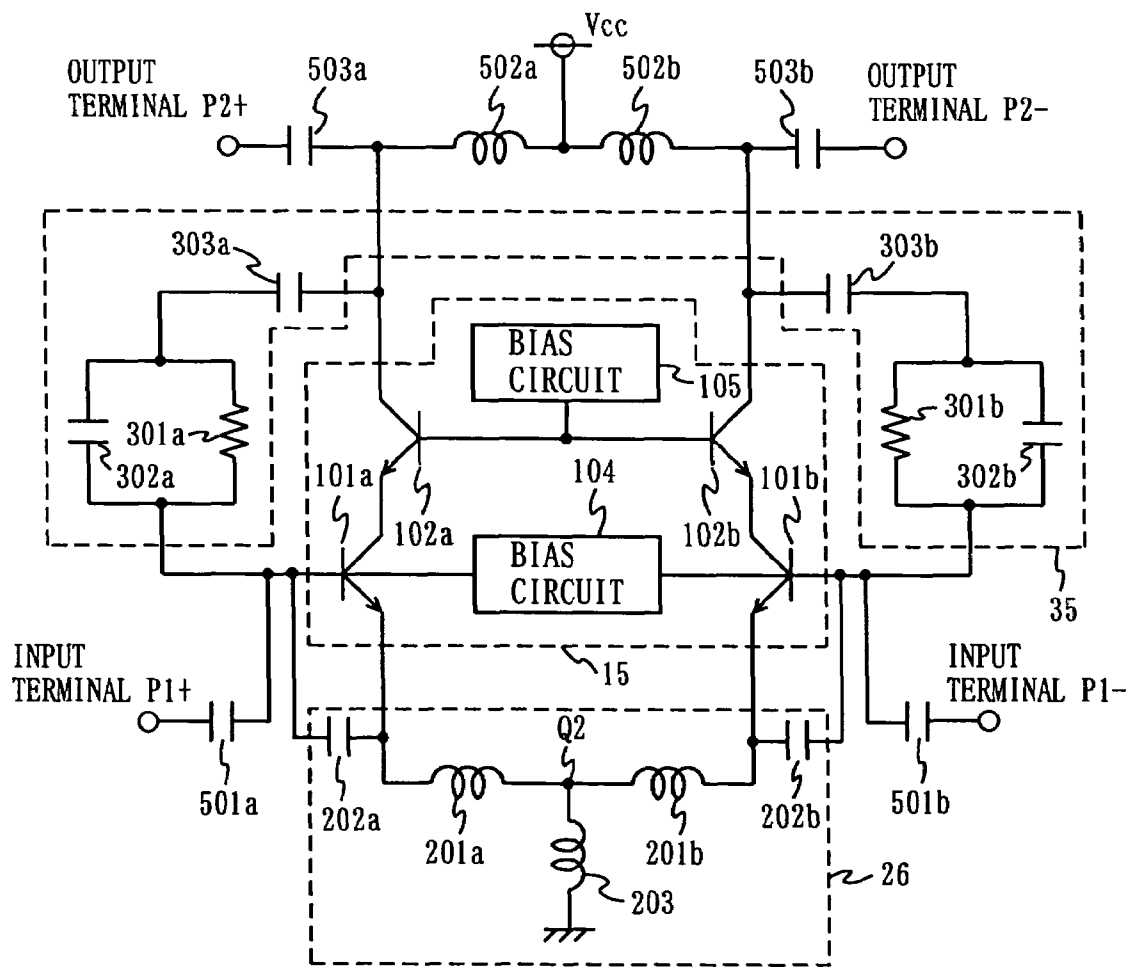 Vcc
OUTPUT
TERMINAL P2+
503a
502a
502b
503b
OUTPUT
TERMINAL P2-
303a
303b
BIAS
CIRCUIT
105
301a
302a
301b
302b
101a
102a
104
102b
101b
BIAS
CIRCUIT
35
INPUT
TERMINAL P1+
15
INPUT
TERMINAL P1-
Q2
501a
202a
201a
201b
202b
501b
203
26